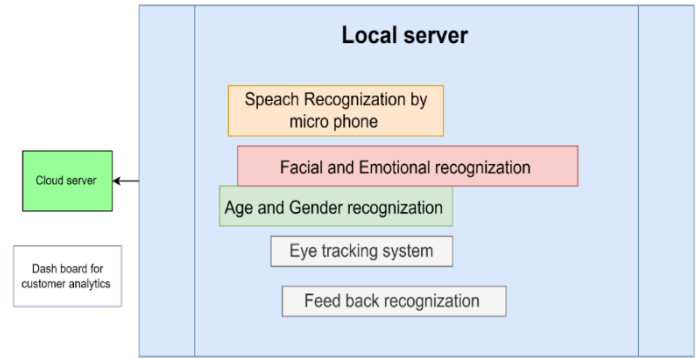 Local server
Speach Recognization by
micro phone
Facial and Emotional recognization
Cloud server
Age and Gender recognization
Eye tracking system
Dash board for
customer analytics
Feed back recognization